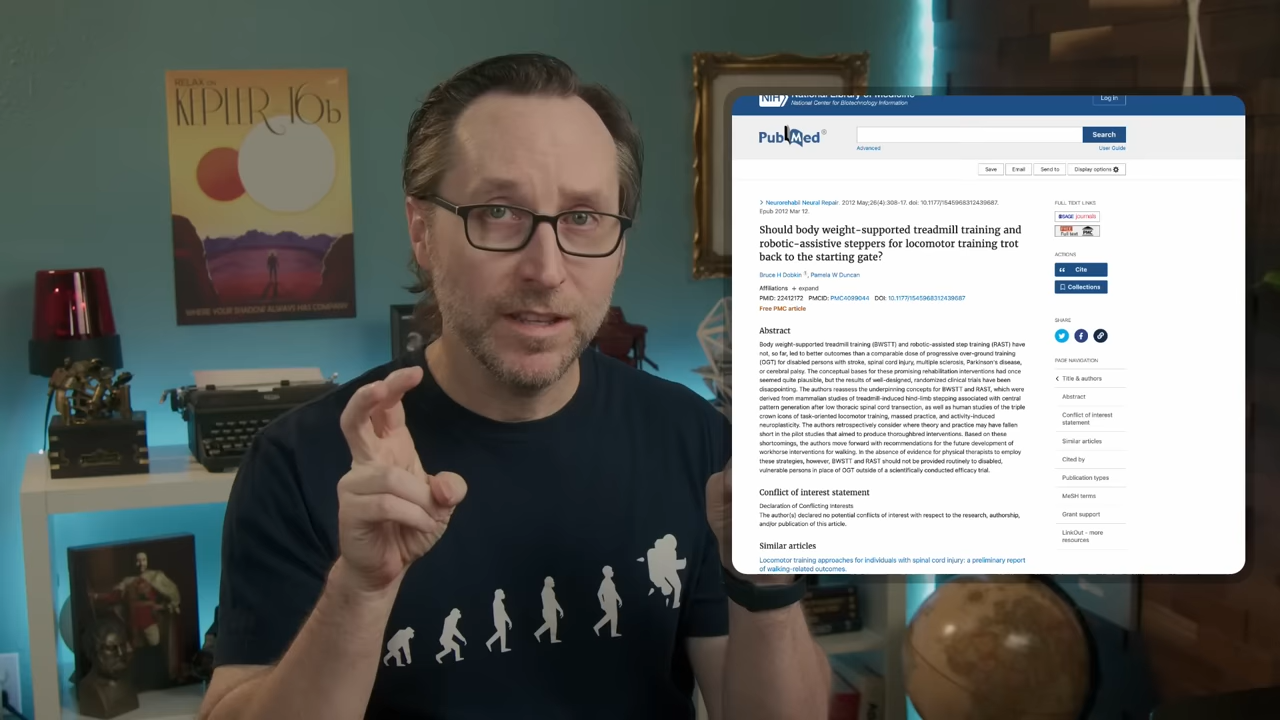 RELAX on
KEPLER 16b
WHERE YOUR SHADOW ALWAYS HAS COMPANY
NIH National Library of Medicine
National Center for Biotechnology Information
Log in
PubMed®
Search
Advanced
User Guide
Save
Email
Send to
Display options
> Neurorehabil Neural Repair. 2012 May;26(4):308-17. doi: 10.1177/1545968312439687.
Epub 2012 Mar 12.
Should body weight-supported treadmill training and
robotic-assistive steppers for locomotor training trot
back to the starting gate?
Bruce H Dobkin 1, Pamela W Duncan
Affiliations + expand
PMID: 22412172 PMCID: PMC4099044 DOI: 10.1177/1545968312439687
Free PMC article
Abstract
Body weight-supported treadmill training (BWSTT) and robotic-assisted step training (RAST) have
not, so far, led to better outcomes than a comparable dose of progressive over-ground training
(OGT) for disabled persons with stroke, spinal cord injury, multiple sclerosis, Parkinson's disease,
or cerebral palsy. The conceptual bases for these promising rehabilitation interventions had once
seemed quite plausible, but the results of well-designed, randomized clinical trials have been
disappointing. The authors reassess the underpinning concepts for BWSTT and RAST, which were
derived from mammalian studies of treadmill-induced hind-limb stepping associated with central
pattern generation after low thoracic spinal cord transection, as well as human studies of the triple
crown icons of task-oriented locomotor training, massed practice, and activity-induced
neuroplasticity. The authors retrospectively consider where theory and practice may have fallen
short in the pilot studies that aimed to produce thoroughbred interventions. Based on these
shortcomings, the authors move forward with recommendations for the future development of
workhorse interventions for walking. In the absence of evidence for physical therapists to employ
these strategies, however, BWSTT and RAST should not be provided routinely to disabled,
vulnerable persons in place of OGT outside of a scientifically conducted efficacy trial.
Conflict of interest statement
Declaration of Conflicting Interests
The author(s) declared no potential conflicts of interest with respect to the research, authorship,
and/or publication of this article.
Similar articles
Locomotor training approaches for individuals with spinal cord injury: a preliminary report
of walking-related outcomes.
FULL TEXT LINKS
SAGE journals
FREE Full text PMC
ACTIONS
Cite
Collections
SHARE
PAGE NAVIGATION
Title & authors
Abstract
Conflict of interest
statement
Similar articles
Cited by
Publication types
MeSH terms
Grant support
LinkOut - more
resources